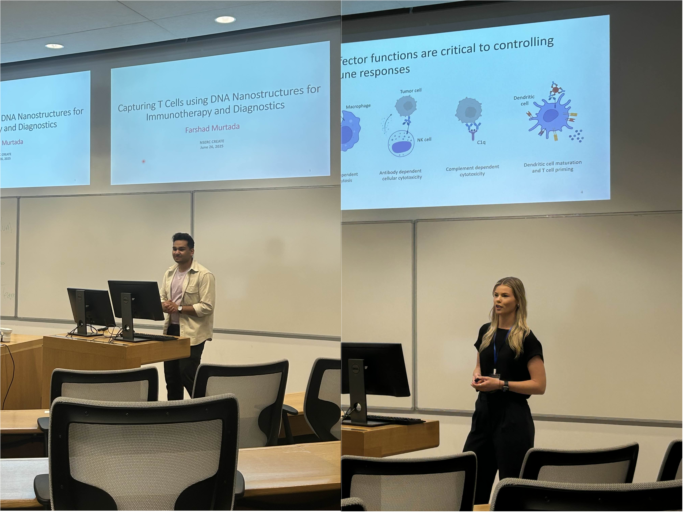 DNA Nanostructures for
y and Diagnostics
Murtada
Capturing T Cells using DNA Nanostructures for
Immunotherapy and Diagnostics
Farshad Murtada
fector functions are critical to controlling
une responses
Macrophage
Tumor cell
NK cell
C1q
Dendritic
cell
pendent
Antibody dependent
cellular cytotoxicity
Complement dependent
cytotoxicity
Dendritic cell maturation
and T cell priming